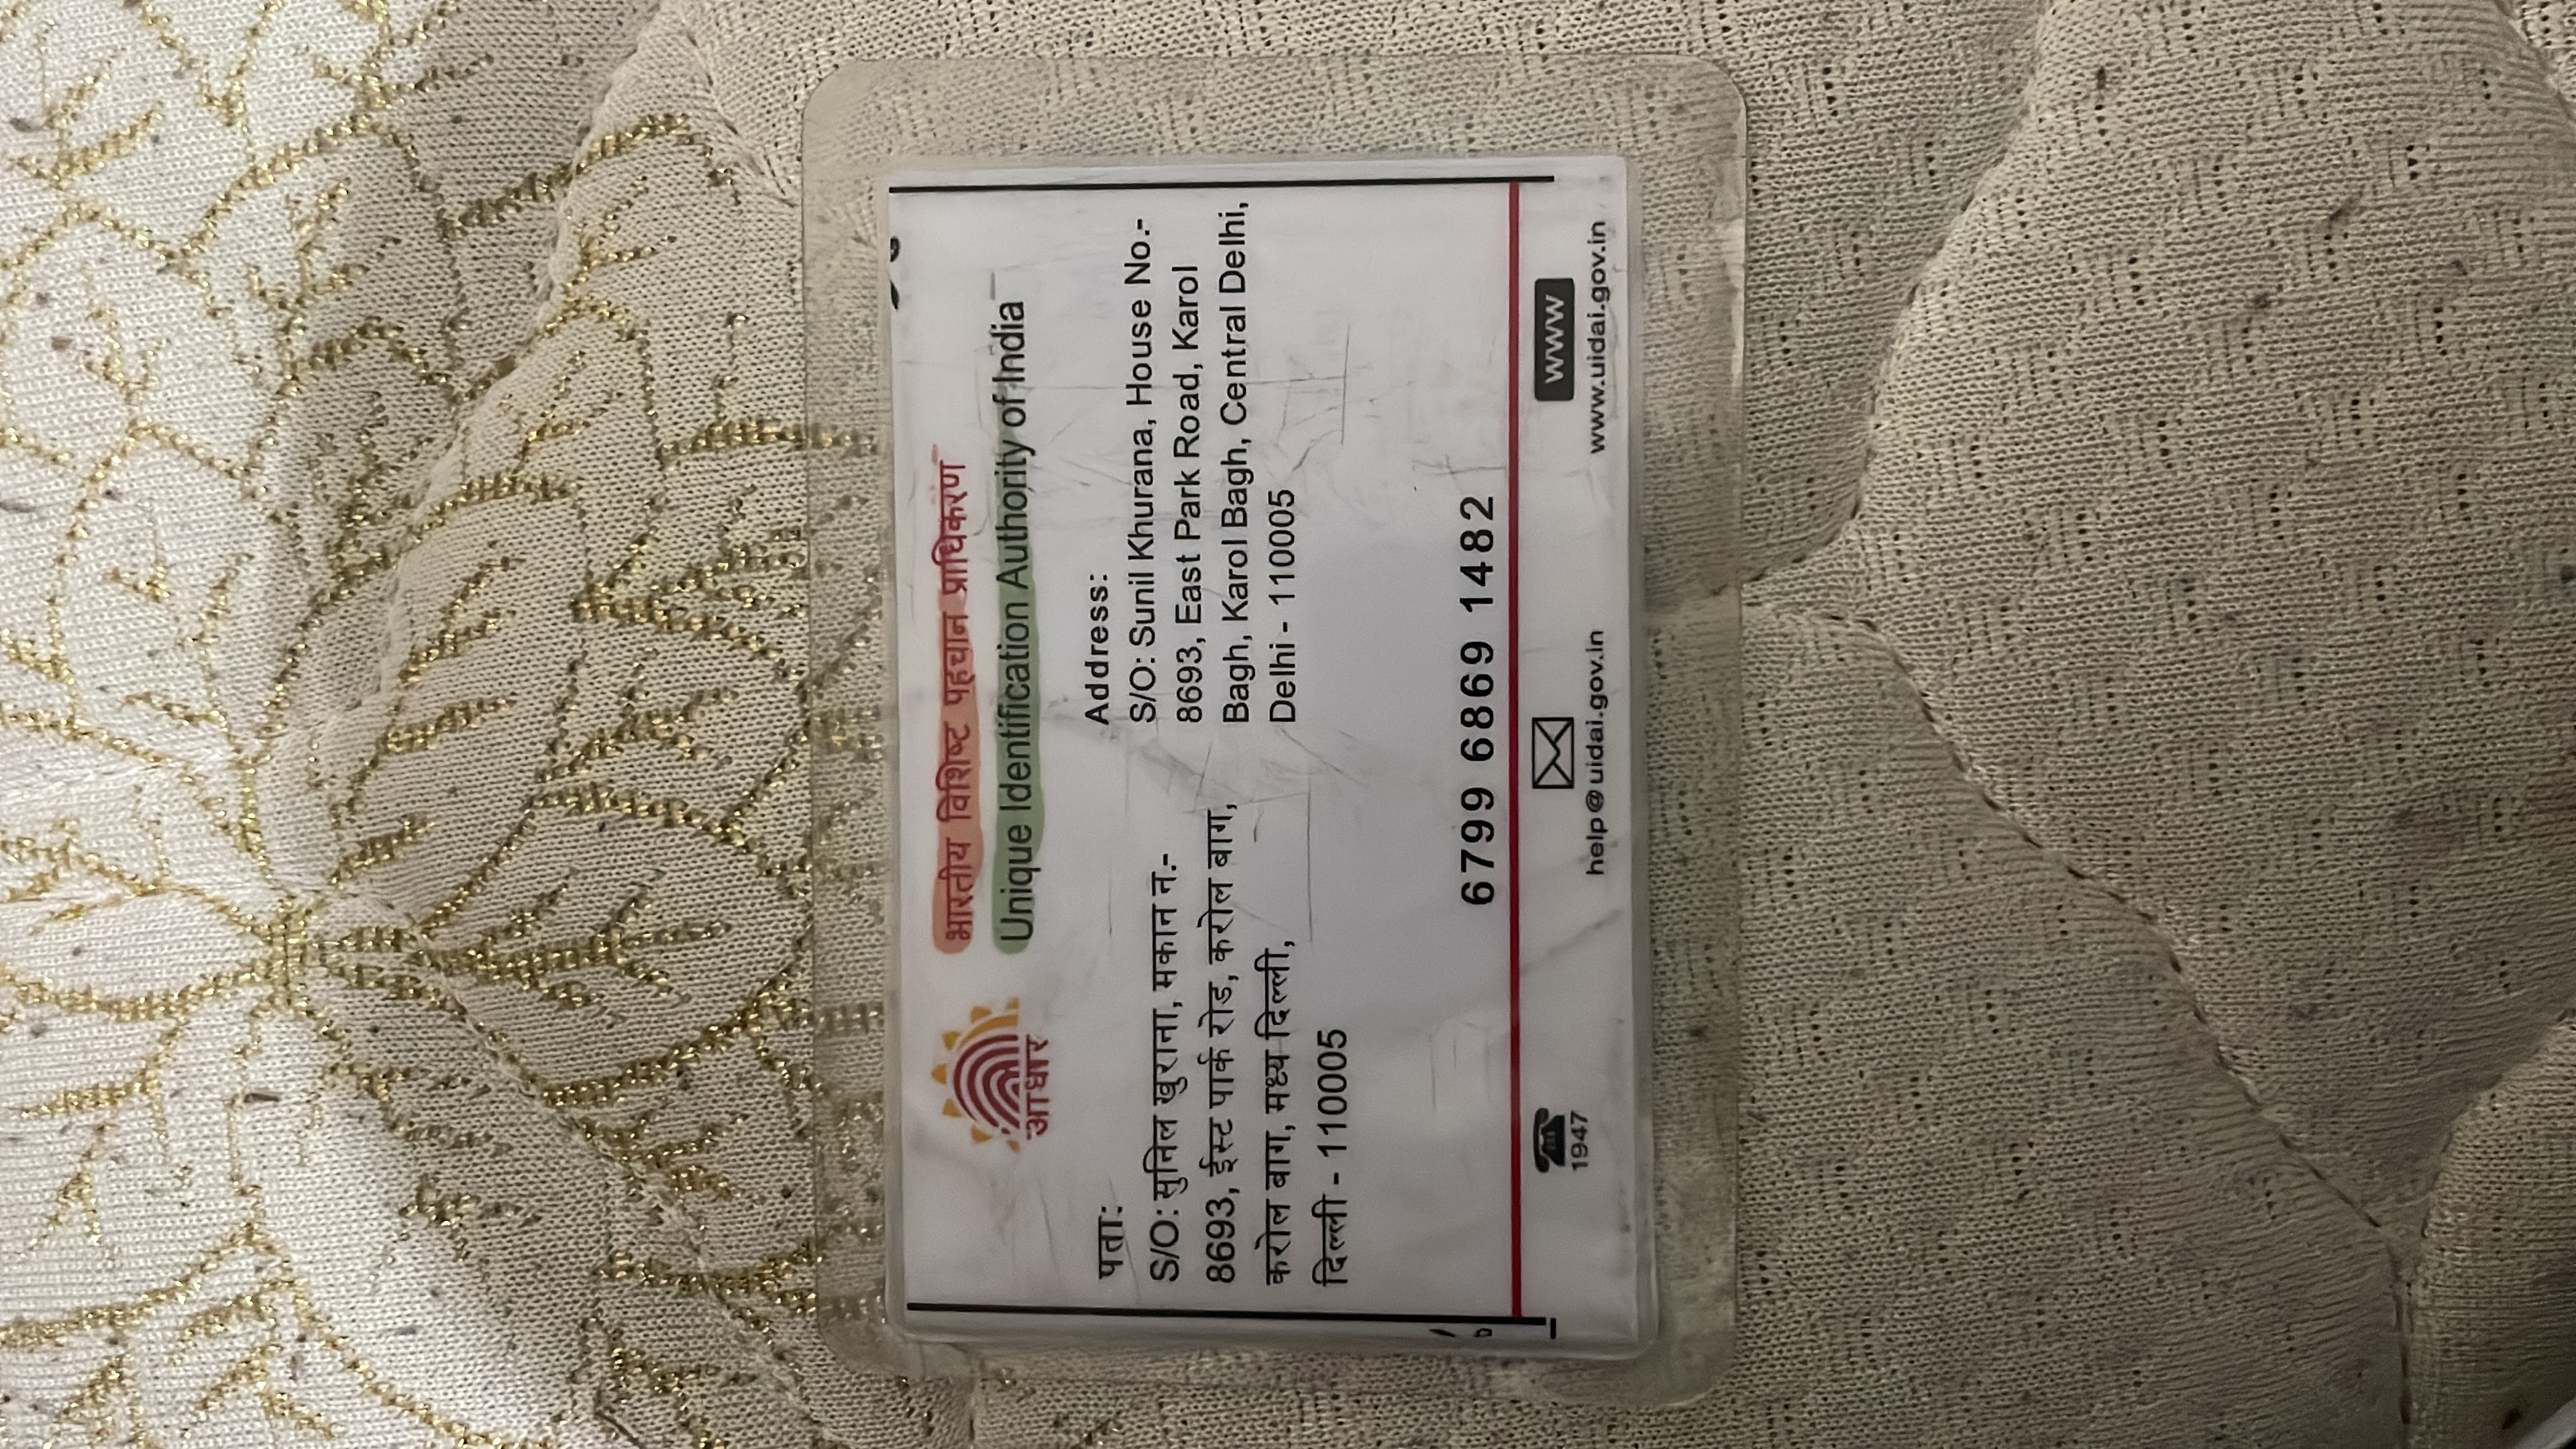 भारतीय विशिष्ट पहचान प्राधिकरण
Unique Identification Authority of India
आधार
पता:
S/O: सुनिल खुराना, मकान न.-
8693, ईस्ट पार्क रोड, करोल बाग,
करोल बाग, मध्य दिल्ली,
दिल्ली - 110005
Address:
S/O: Sunil Khurana, House No.-
8693, East Park Road, Karol
Bagh, Karol Bagh, Central Delhi,
Delhi - 110005
6799 6869 1482
1947
help@uidai.gov.in
www
www.uidai.gov.in